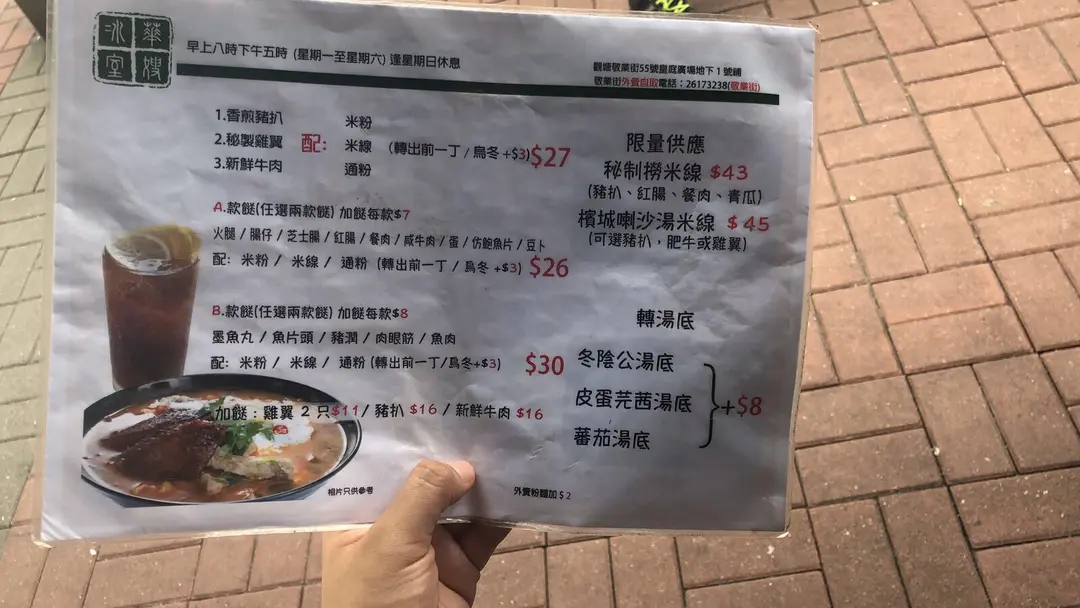 華嫂
冰室
早上八時下午五時 (星期一至星期六) 逢星期日休息
觀塘敬業街55號皇廷廣場地下1號鋪
敬業街外賣自取電話：26173238(敬業街)
1.香煎豬扒
2.秘製雞翼
3.新鮮牛肉
配:
米粉
米線 (轉出前一丁 / 烏冬 +$3) $27
通粉
A.款餸(任選兩款餸) 加餸每款$7
火腿 / 腸仔 / 芝士腸 / 紅腸 / 餐肉 / 咸牛肉 / 蛋 / 仿鮑魚片 / 豆卜
配: 米粉 / 米線 / 通粉 (轉出前一丁 / 烏冬 +$3) $26
B.款餸(任選兩款餸) 加餸每款$8
墨魚丸 / 魚片頭 / 豬潤 / 肉眼筋 / 魚肉
配: 米粉 / 米線 / 通粉 (轉出前一丁/烏冬+$3) $30
加餸 : 雞翼 2 只$11 / 豬扒 $16 / 新鮮牛肉 $16
相片只供參考
外賣粉麵加 $ 2
限量供應
秘制撈米線 $43
(豬扒、紅腸、餐肉、青瓜)
檳城喇沙湯米線 $ 45
(可選豬扒，肥牛或雞翼)
轉湯底
冬陰公湯底
皮蛋芫茜湯底
蕃茄湯底
+$8